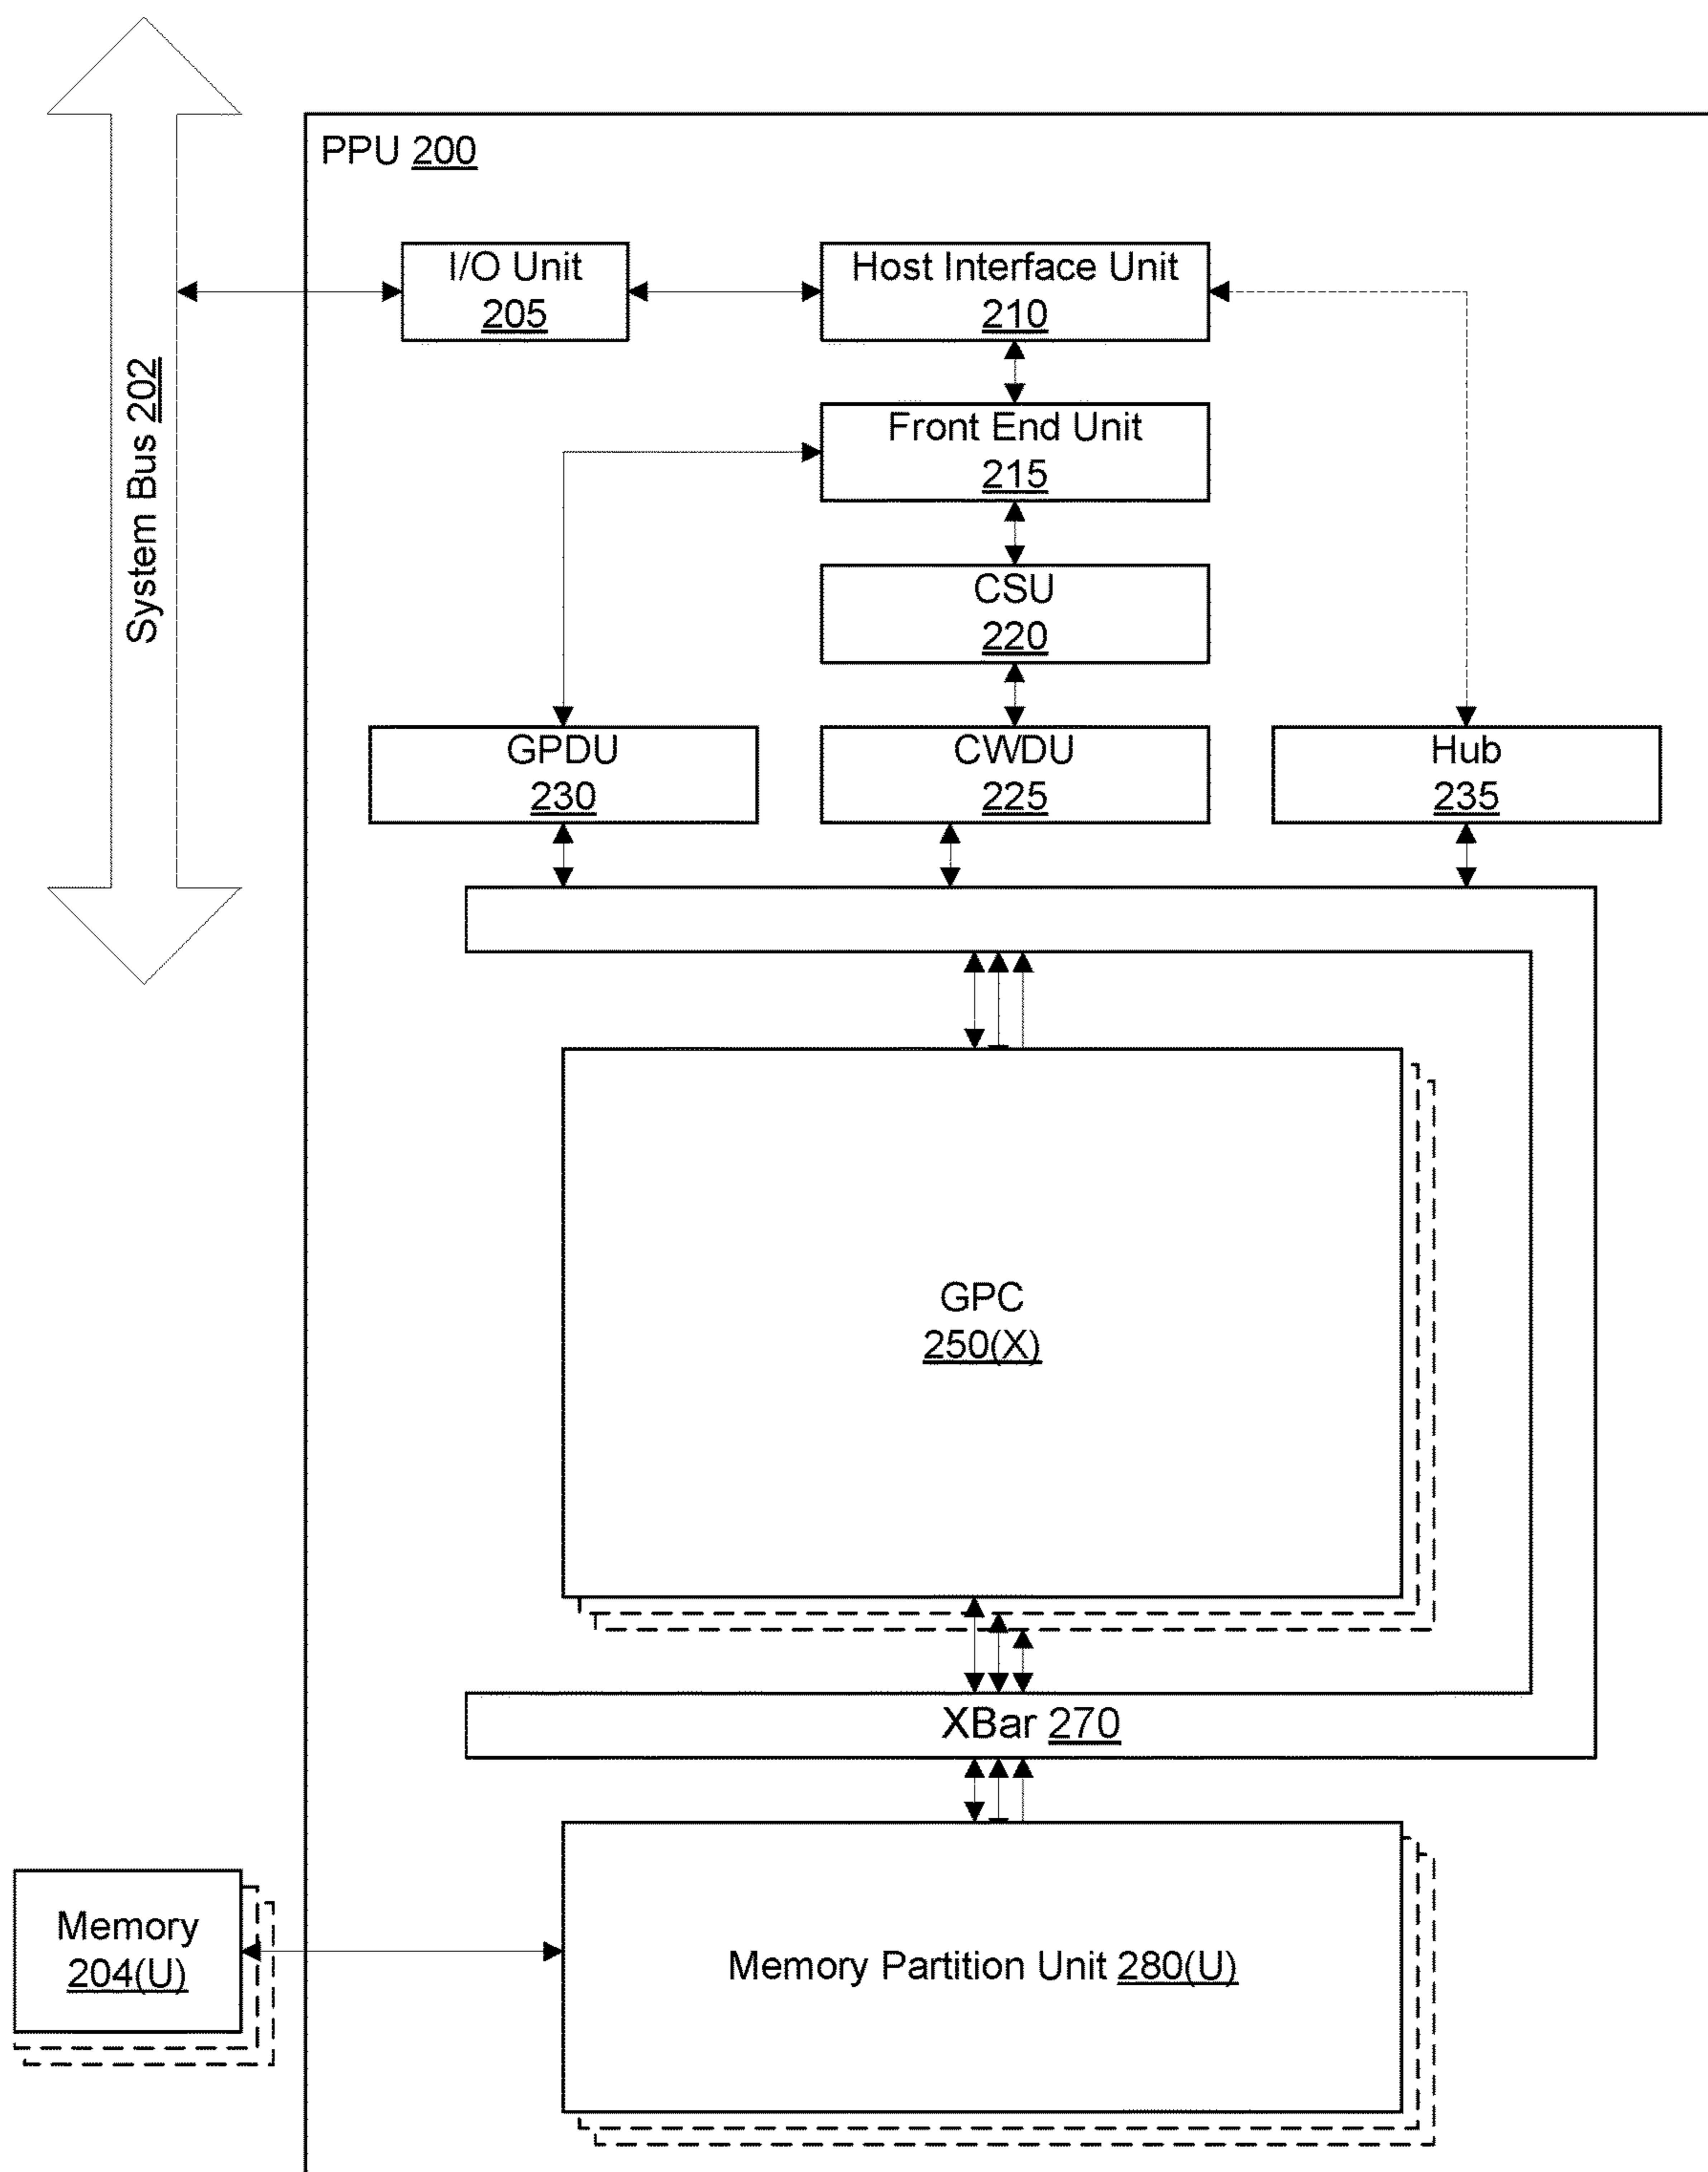 PPU 200
I/O Unit
205
Host Interface Unit
210
System Bus 202
Front End Unit
215
CSU
220
GPDU
230
CWDU
225
Hub
235
GPC
250(X)
XBar 270
Memory
204(U)
Memory Partition Unit 280(U)